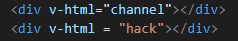 <div v-html="channel"></div>
<div v-html = "hack"></div>